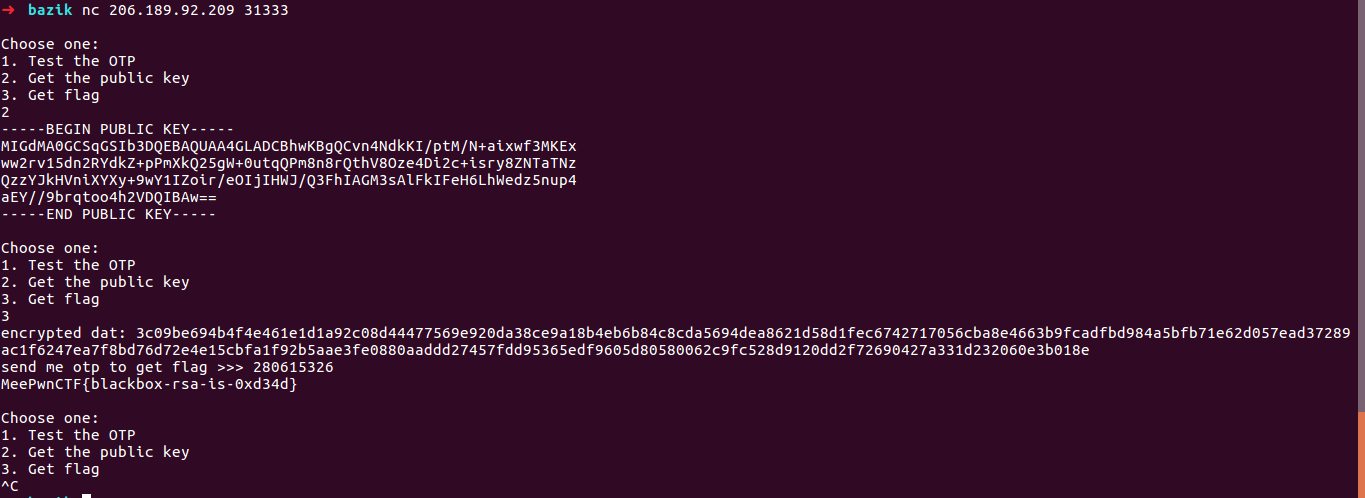 ➜ bazik nc 206.189.92.209 31333
Choose one:
1. Test the OTP
2. Get the public key
3. Get flag
2
-----BEGIN PUBLIC KEY-----
MIGdMA0GCSqGSIb3DQEBAQUAA4GLADCBhwKBgQCvn4NdkKI/ptM/N+aixwf3MKEx
ww2rv15dn2RYdkZ+pPmXkQ25gW+0utqQPm8n8rQthV8Oze4Di2c+isry8ZNTaTNz
QzzYJkHVniXYXy+9wY1IZoir/eOIjIHWJ/Q3FhIAGM3sAlFkIFeH6LhWedz5nup4
aEY//9brqtoo4h2VDQIBAw==
-----END PUBLIC KEY-----
Choose one:
1. Test the OTP
2. Get the public key
3. Get flag
3
encrypted dat: 3c09be694b4f4e461e1d1a92c08d44477569e920da38ce9a18b4eb6b84c8cda5694dea8621d58d1fec6742717056cba8e4663b9fcadfbd984a5bfb71e62d057ead37289
ac1f6247ea7f8bd76d72e4e15cbfa1f92b5aae3fe0880aaddd27457fdd95365edf9605d80580062c9fc528d9120dd2f72690427a331d232060e3b018e
send me otp to get flag >>> 280615326
MeePwnCTF{blackbox-rsa-is-0xd34d}
Choose one:
1. Test the OTP
2. Get the public key
3. Get flag
^C